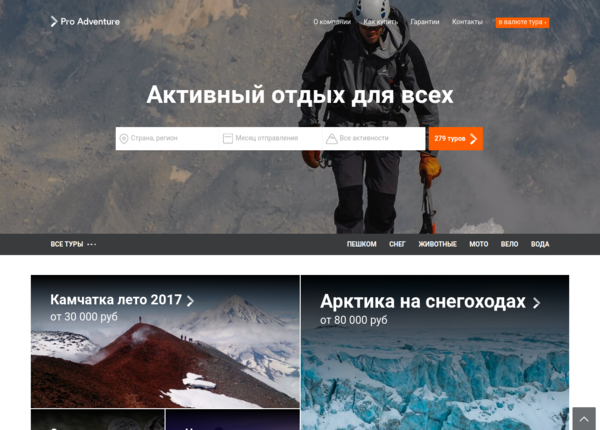 Pro Adventure
О компании
Как купить
Гарантии
Контакты
в валюте тура
Активный отдых для всех
Страна, регион
Месяц отправления
Все активности
279 туров
ВСЕ ТУРЫ
ПЕШКОМ
СНЕГ
ЖИВОТНЫЕ
МОТО
ВЕЛО
ВОДА
Камчатка лето 2017
от 30 000 руб
Арктика на снегоходах
от 80 000 руб